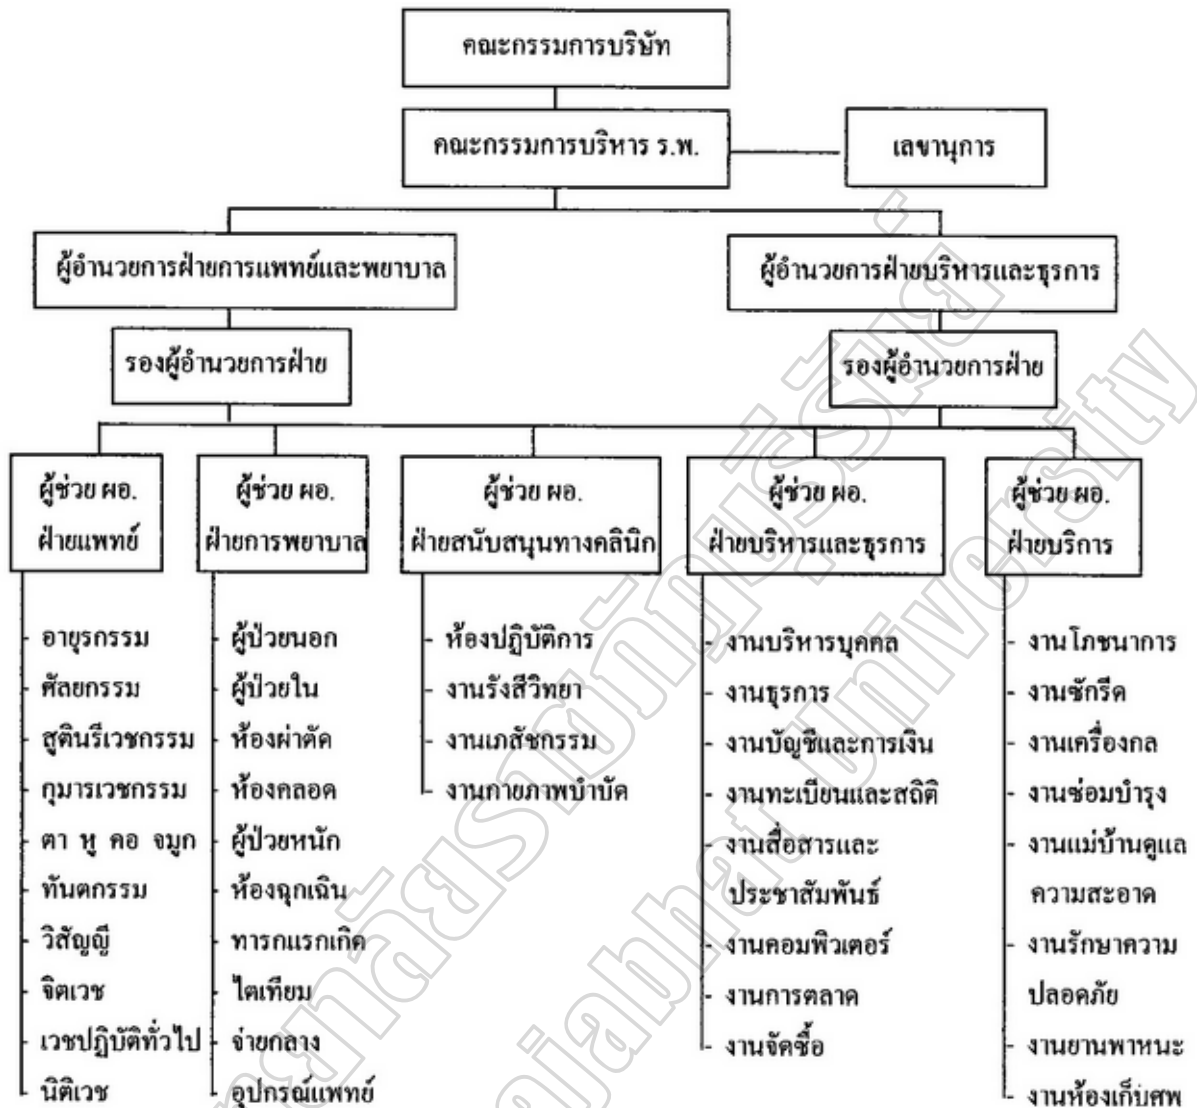 คณะกรรมการบริษัท
คณะกรรมการบริหาร ร.พ.
เลขานุการ
ผู้อำนวยการฝ่ายการแพทย์และพยาบาล
ผู้อำนวยการฝ่ายบริหารและธุรการ
รองผู้อำนวยการฝ่าย
รองผู้อำนวยการฝ่าย
ผู้ช่วย ผอ.
ฝ่ายแพทย์
- อายุรกรรม
- ศัลยกรรม
- สูตินรีเวชกรรม
- กุมารเวชกรรม
- ตา หู คอ จมูก
- ทันตกรรม
- วิสัญญี
- จิตเวช
- เวชปฏิบัติทั่วไป
- นิติเวช
ผู้ช่วย ผอ.
ฝ่ายการพยาบาล
- ผู้ป่วยนอก
- ผู้ป่วยใน
- ห้องผ่าตัด
- ห้องคลอด
- ผู้ป่วยหนัก
- ห้องฉุกเฉิน
- ทารกแรกเกิด
- ไตเทียม
- จ่ายกลาง
- อุปกรณ์แพทย์
ผู้ช่วย ผอ.
ฝ่ายสนับสนุนทางคลินิก
- ห้องปฏิบัติการ
- งานรังสีวิทยา
- งานเภสัชกรรม
- งานกายภาพบำบัด
ผู้ช่วย ผอ.
ฝ่ายบริหารและธุรการ
- งานบริหารบุคคล
- งานธุรการ
- งานบัญชีและการเงิน
- งานทะเบียนและสถิติ
- งานสื่อสารและ
ประชาสัมพันธ์
- งานคอมพิวเตอร์
- งานการตลาด
- งานจัดซื้อ
ผู้ช่วย ผอ.
ฝ่ายบริการ
- งานโภชนาการ
- งานซักรีด
- งานเครื่องกล
- งานซ่อมบำรุง
- งานแม่บ้านดูแล
ความสะอาด
- งานรักษาความ
ปลอดภัย
- งานยานพาหนะ
- งานห้องเก็บศพ
University